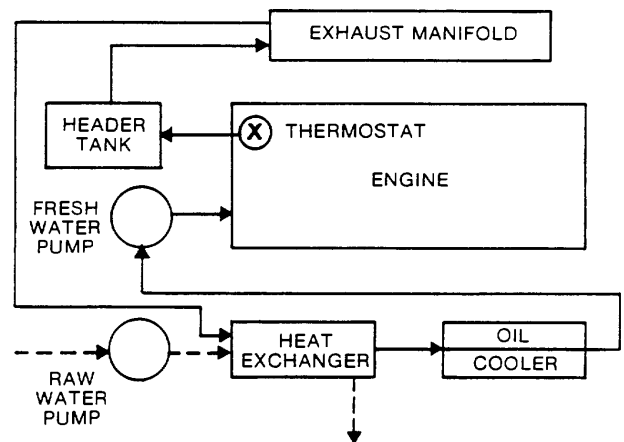 EXHAUST MANIFOLD
HEADER
TANK
X
THERMOSTAT
ENGINE
FRESH
WATER
PUMP
HEAT
EXCHANGER
OIL
COOLER
RAW
WATER
PUMP